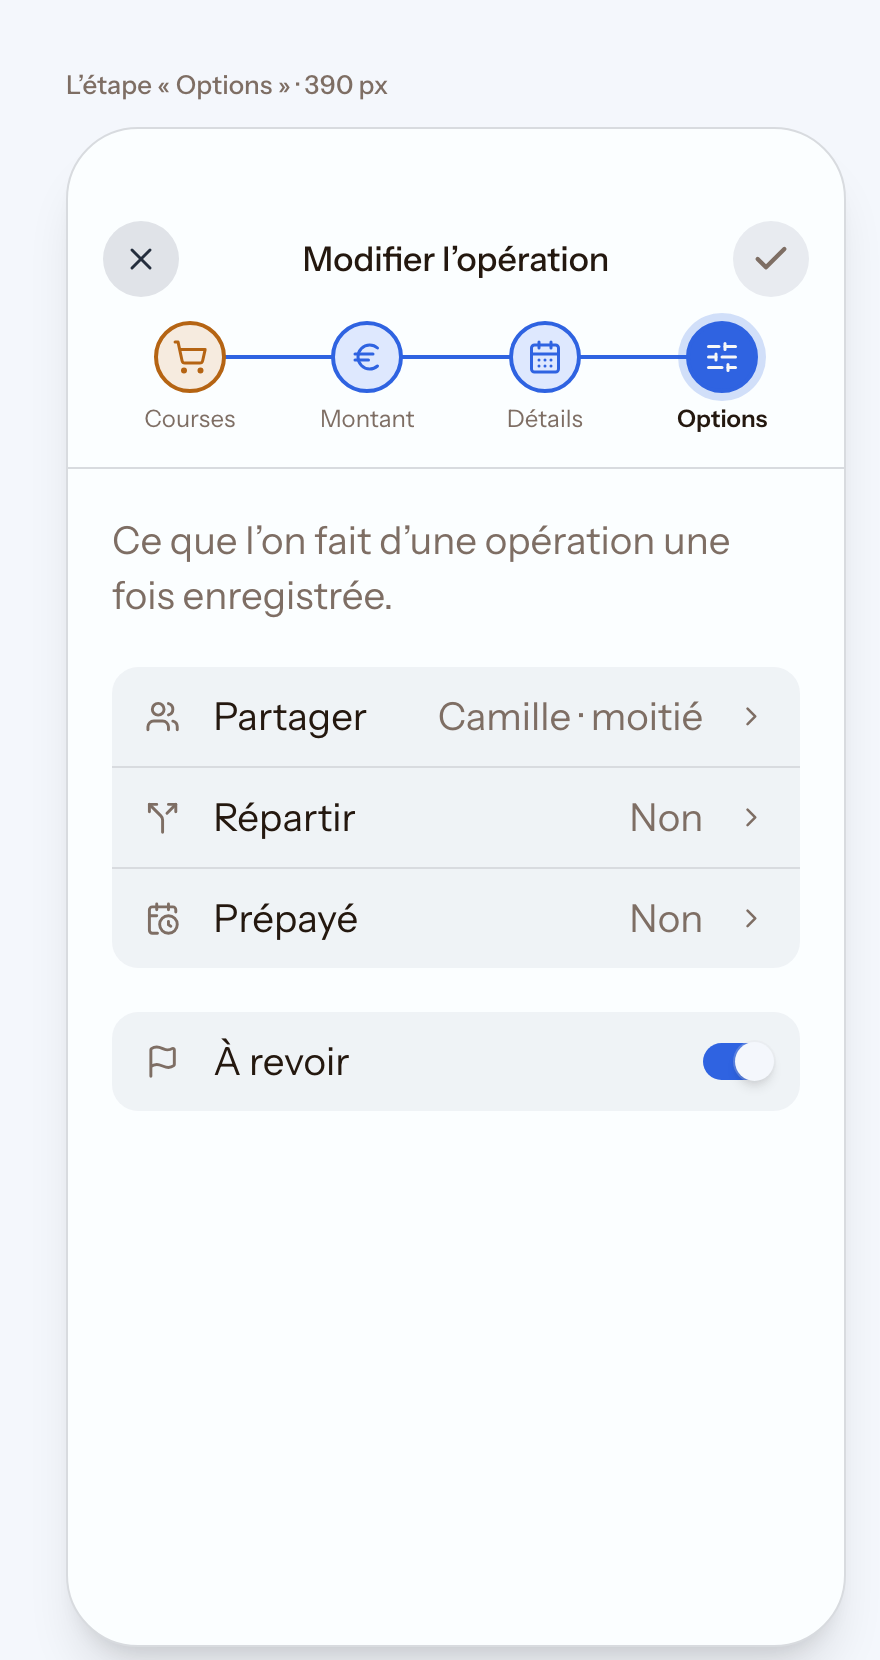 L’étape « Options » · 390 px
Modifier l’opération
Courses
Montant
Détails
Options
Ce que l’on fait d’une opération une
fois enregistrée.
Partager Camille · moitié
Répartir Non
Prépayé Non
À revoir